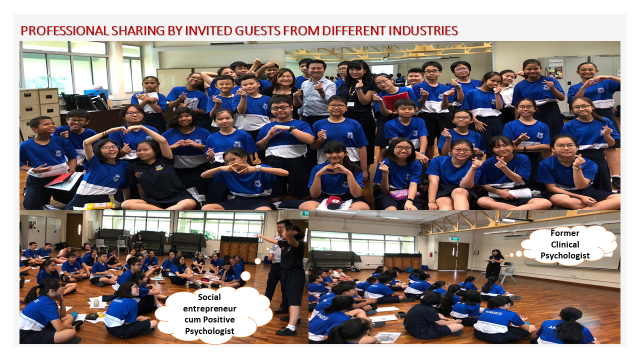 PROFESSIONAL SHARING BY INVITED GUESTS FROM DIFFERENT INDUSTRIES
Former
Clinical
Psychologist
Social
entrepreneur
cum Positive
Psychologist